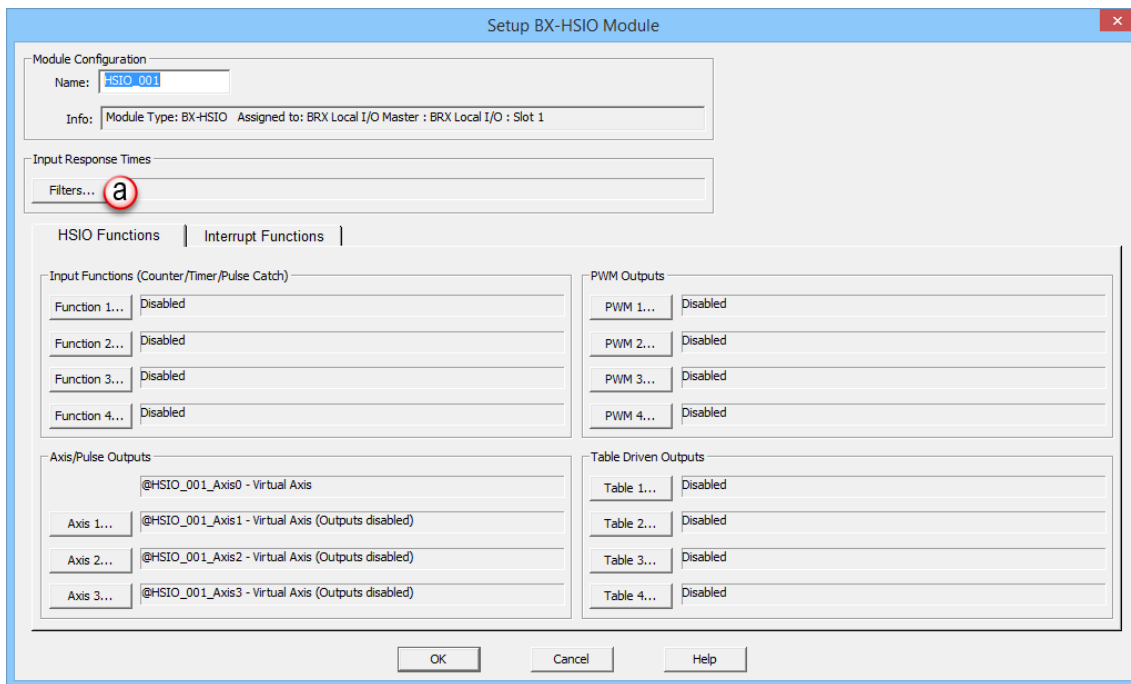 Setup BX-HSIO Module
Module Configuration
Name: HSIO_001
Info: Module Type: BX-HSIO Assigned to: BRX Local I/O Master : BRX Local I/O : Slot 1
Input Response Times
Filters... a
HSIO Functions Interrupt Functions
Input Functions (Counter/Timer/Pulse Catch)
Function 1... Disabled
Function 2... Disabled
Function 3... Disabled
Function 4... Disabled
PWM Outputs
PWM 1... Disabled
PWM 2... Disabled
PWM 3... Disabled
PWM 4... Disabled
Axis/Pulse Outputs
@HSIO_001_Axis0 - Virtual Axis
Axis 1... @HSIO_001_Axis1 - Virtual Axis (Outputs disabled)
Axis 2... @HSIO_001_Axis2 - Virtual Axis (Outputs disabled)
Axis 3... @HSIO_001_Axis3 - Virtual Axis (Outputs disabled)
Table Driven Outputs
Table 1... Disabled
Table 2... Disabled
Table 3... Disabled
Table 4... Disabled
OK Cancel Help